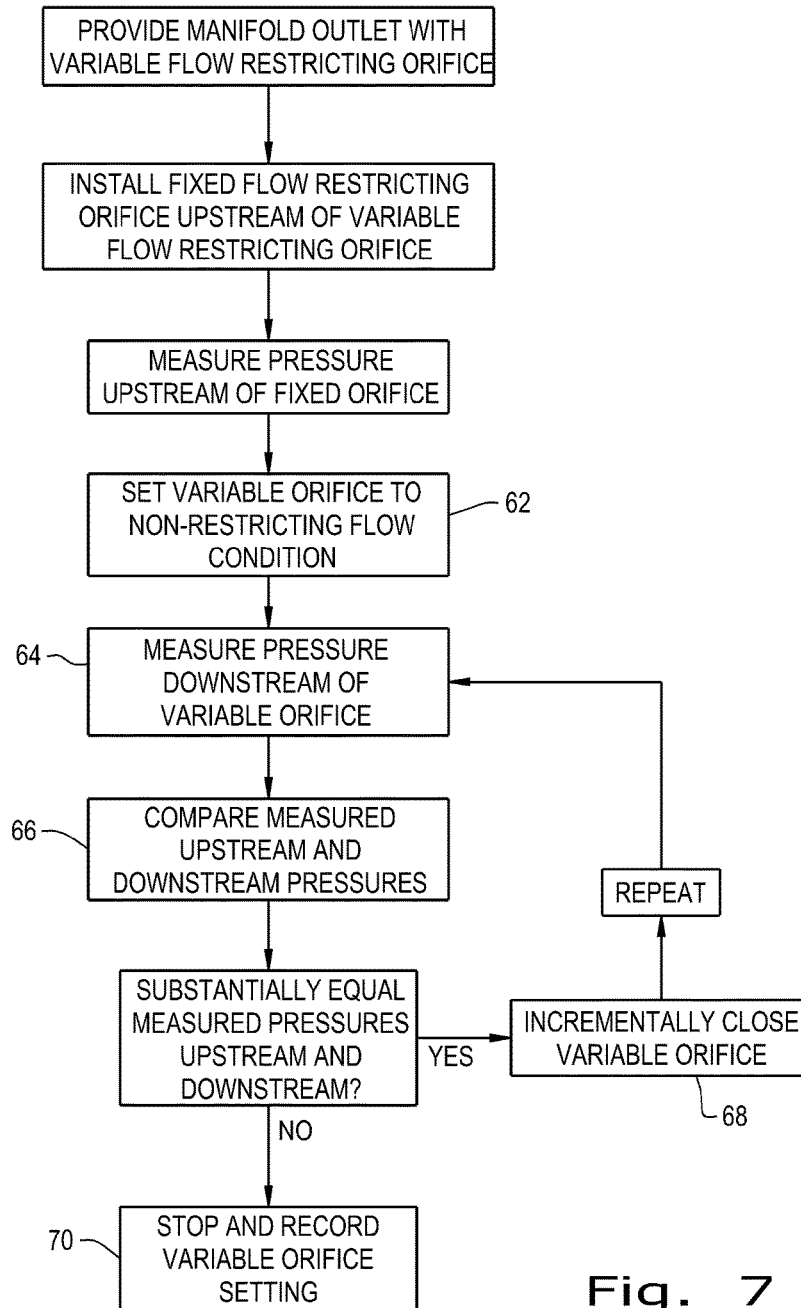 PROVIDE MANIFOLD OUTLET WITH
VARIABLE FLOW RESTRICTING ORIFICE
INSTALL FIXED FLOW RESTRICTING
ORIFICE UPSTREAM OF VARIABLE
FLOW RESTRICTING ORIFICE
MEASURE PRESSURE
UPSTREAM OF FIXED ORIFICE
SET VARIABLE ORIFICE TO
NON-RESTRICTING FLOW
CONDITION
62
64
MEASURE PRESSURE
DOWNSTREAM OF
VARIABLE ORIFICE
66
COMPARE MEASURED
UPSTREAM AND
DOWNSTREAM PRESSURES
REPEAT
SUBSTANTIALLY EQUAL
MEASURED PRESSURES
UPSTREAM AND
DOWNSTREAM?
YES
INCREMENTALLY CLOSE
VARIABLE ORIFICE
68
NO
70
STOP AND RECORD
VARIABLE ORIFICE
SETTING
Fig. 7